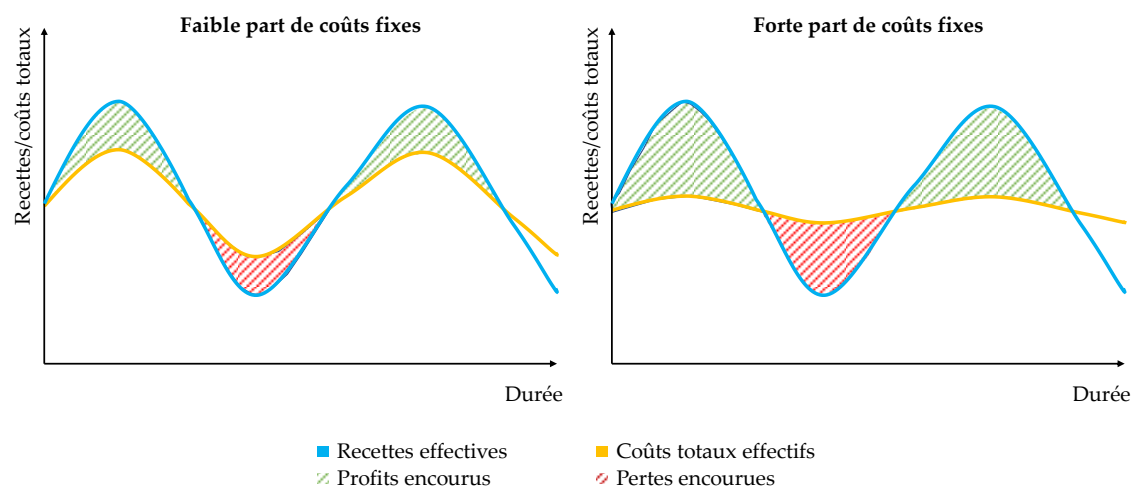 Faible part de coûts fixes
Recettes/coûts totaux
Durée
Forte part de coûts fixes
Recettes/coûts totaux
Durée
Recettes effectives
Coûts totaux effectifs
Profits encourus
Pertes encourues